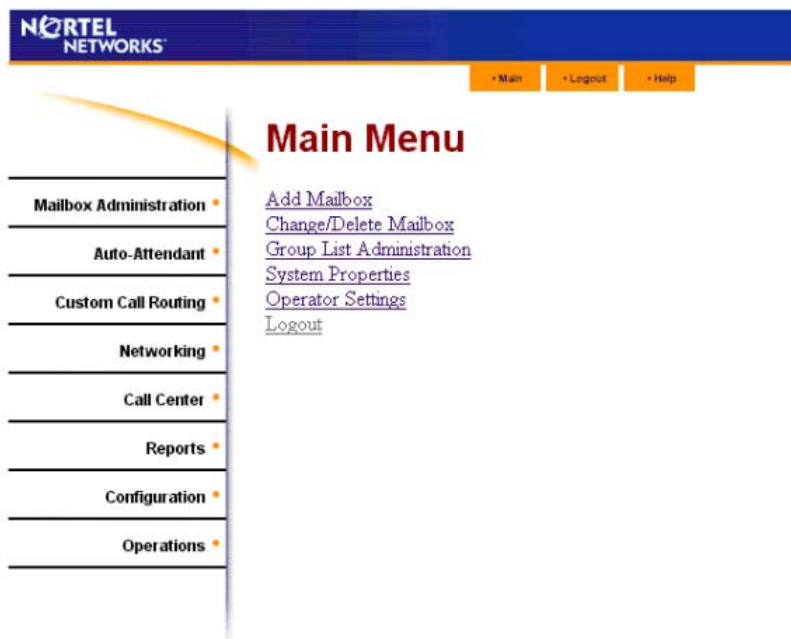 NORTEL
NETWORKS
• Main • Logout • Help
Main Menu
Add Mailbox
Change/Delete Mailbox
Group List Administration
System Properties
Operator Settings
Logout
Mailbox Administration
Auto-Attendant
Custom Call Routing
Networking
Call Center
Reports
Configuration
Operations